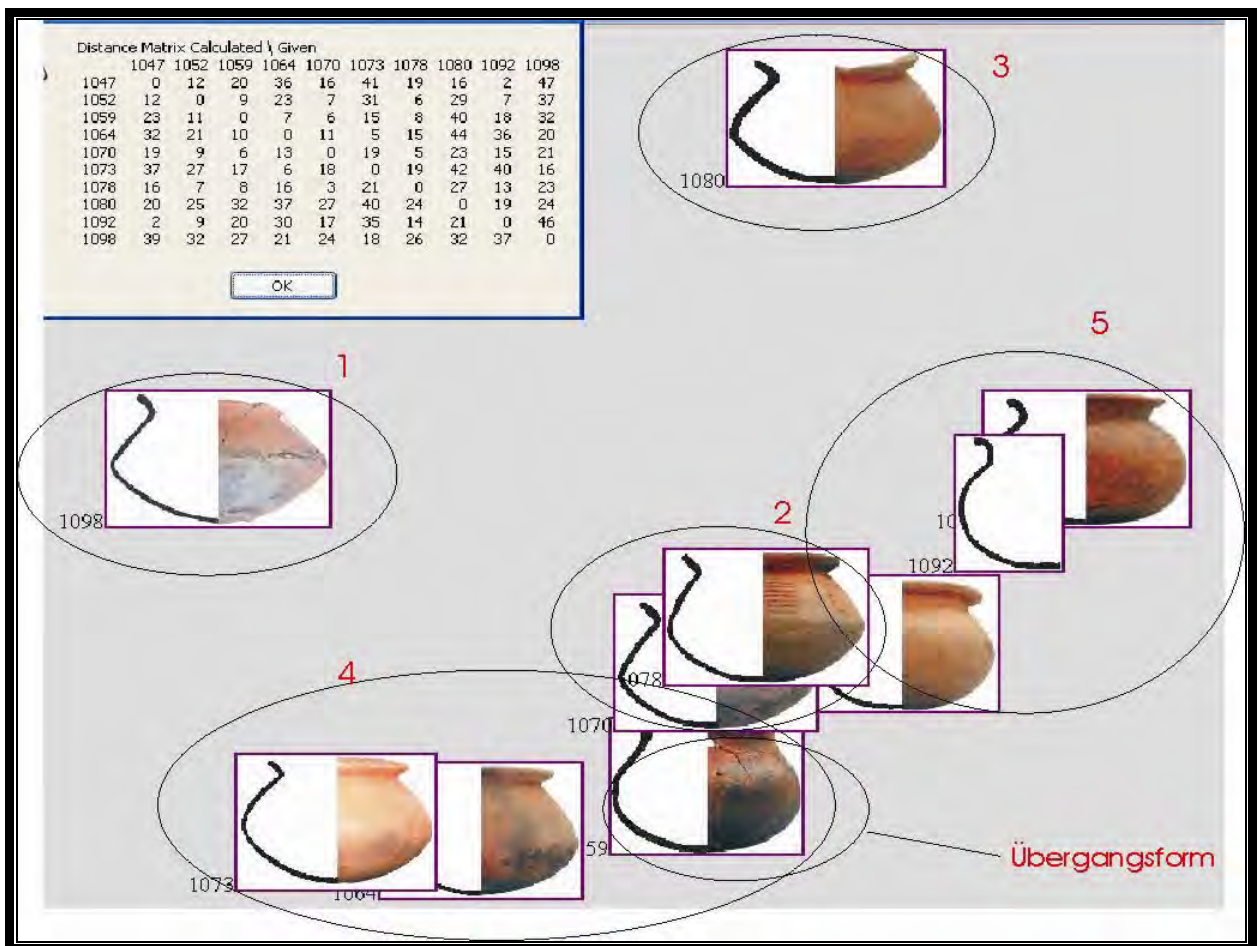 Distance Matrix Calculated \ Given
1047 1052 1059 1064 1070 1073 1078 1080 1092 1098
1047 0 12 20 36 16 41 19 16 2 47
1052 12 0 9 23 7 31 6 29 7 37
1059 23 11 0 7 6 15 8 40 18 32
1064 32 21 10 0 11 5 15 44 36 20
1070 19 9 6 13 0 19 5 23 15 21
1073 37 27 17 6 18 0 19 42 40 16
1078 16 7 8 16 3 21 0 27 13 23
1080 20 25 32 37 27 40 24 0 19 24
1092 2 9 20 30 17 35 14 21 0 46
1098 39 32 27 21 24 18 26 32 37 0
OK
3
1080
5
1
1098
10
2
1092
078
4
1070
59
1073
1064
Übergangsform